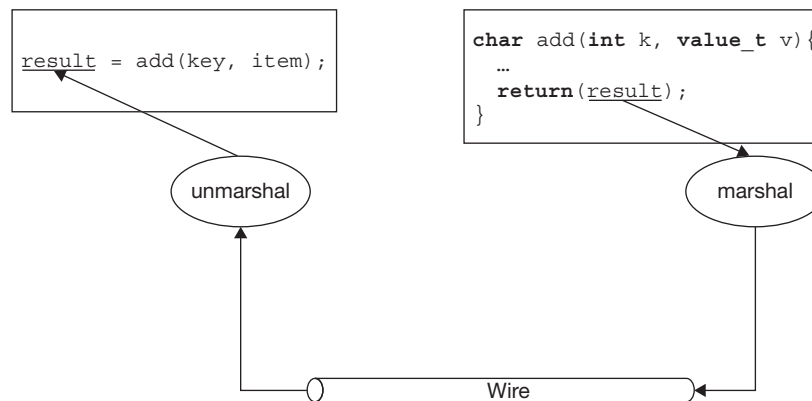 result = add(key, item);
char add(int k, value_t v){
…
return(result);
}
unmarshal
marshal
Wire